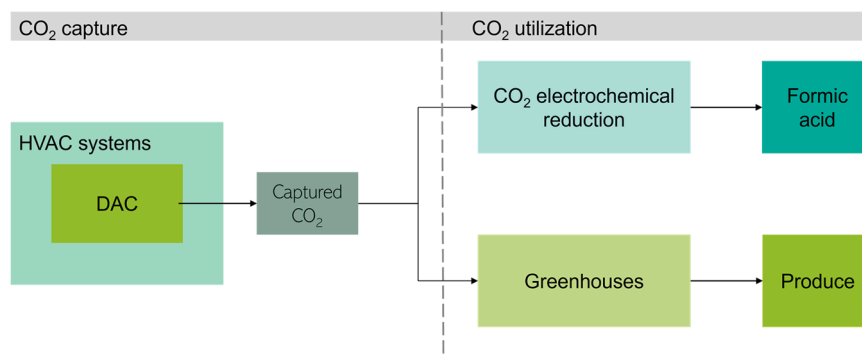 CO₂ capture
CO₂ utilization
HVAC systems
DAC
Captured
CO₂
CO₂ electrochemical
reduction
Formic
acid
Greenhouses
Produce